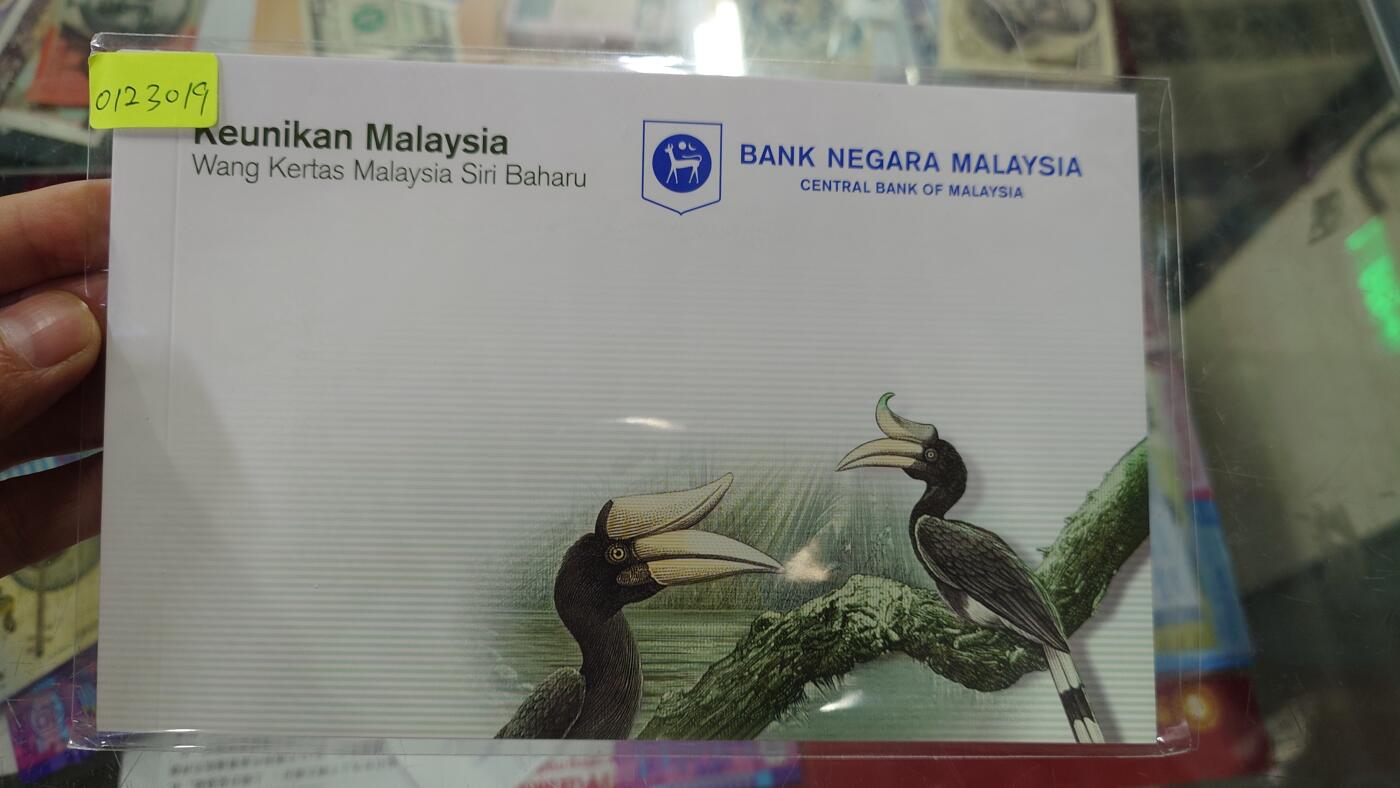 0123019
Keunikan Malaysia
Wang Kertas Malaysia Siri Baharu
BANK NEGARA MALAYSIA
CENTRAL BANK OF MALAYSIA